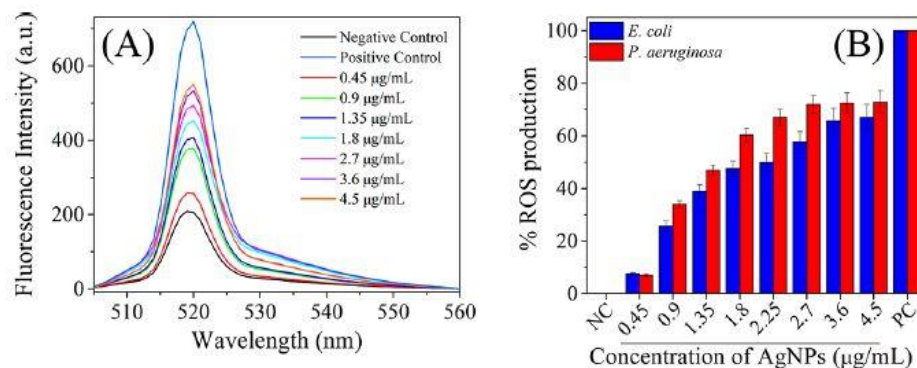 (A)
Fluorescence Intensity (a.u.)
600
400
200
0
510
520
530
540
550
560
Wavelength (nm)
Negative Control
Positive Control
0.45 µg/mL
0.9 µg/mL
1.35 µg/mL
1.8 µg/mL
2.7 µg/mL
3.6 µg/mL
4.5 µg/mL
(B)
% ROS production
100
80
60
40
20
0
E. coli
P. aeruginosa
NC
0.45
0.9
1.35
1.8
2.25
2.7
3.6
4.5
PC
Concentration of AgNPs (µg/mL)